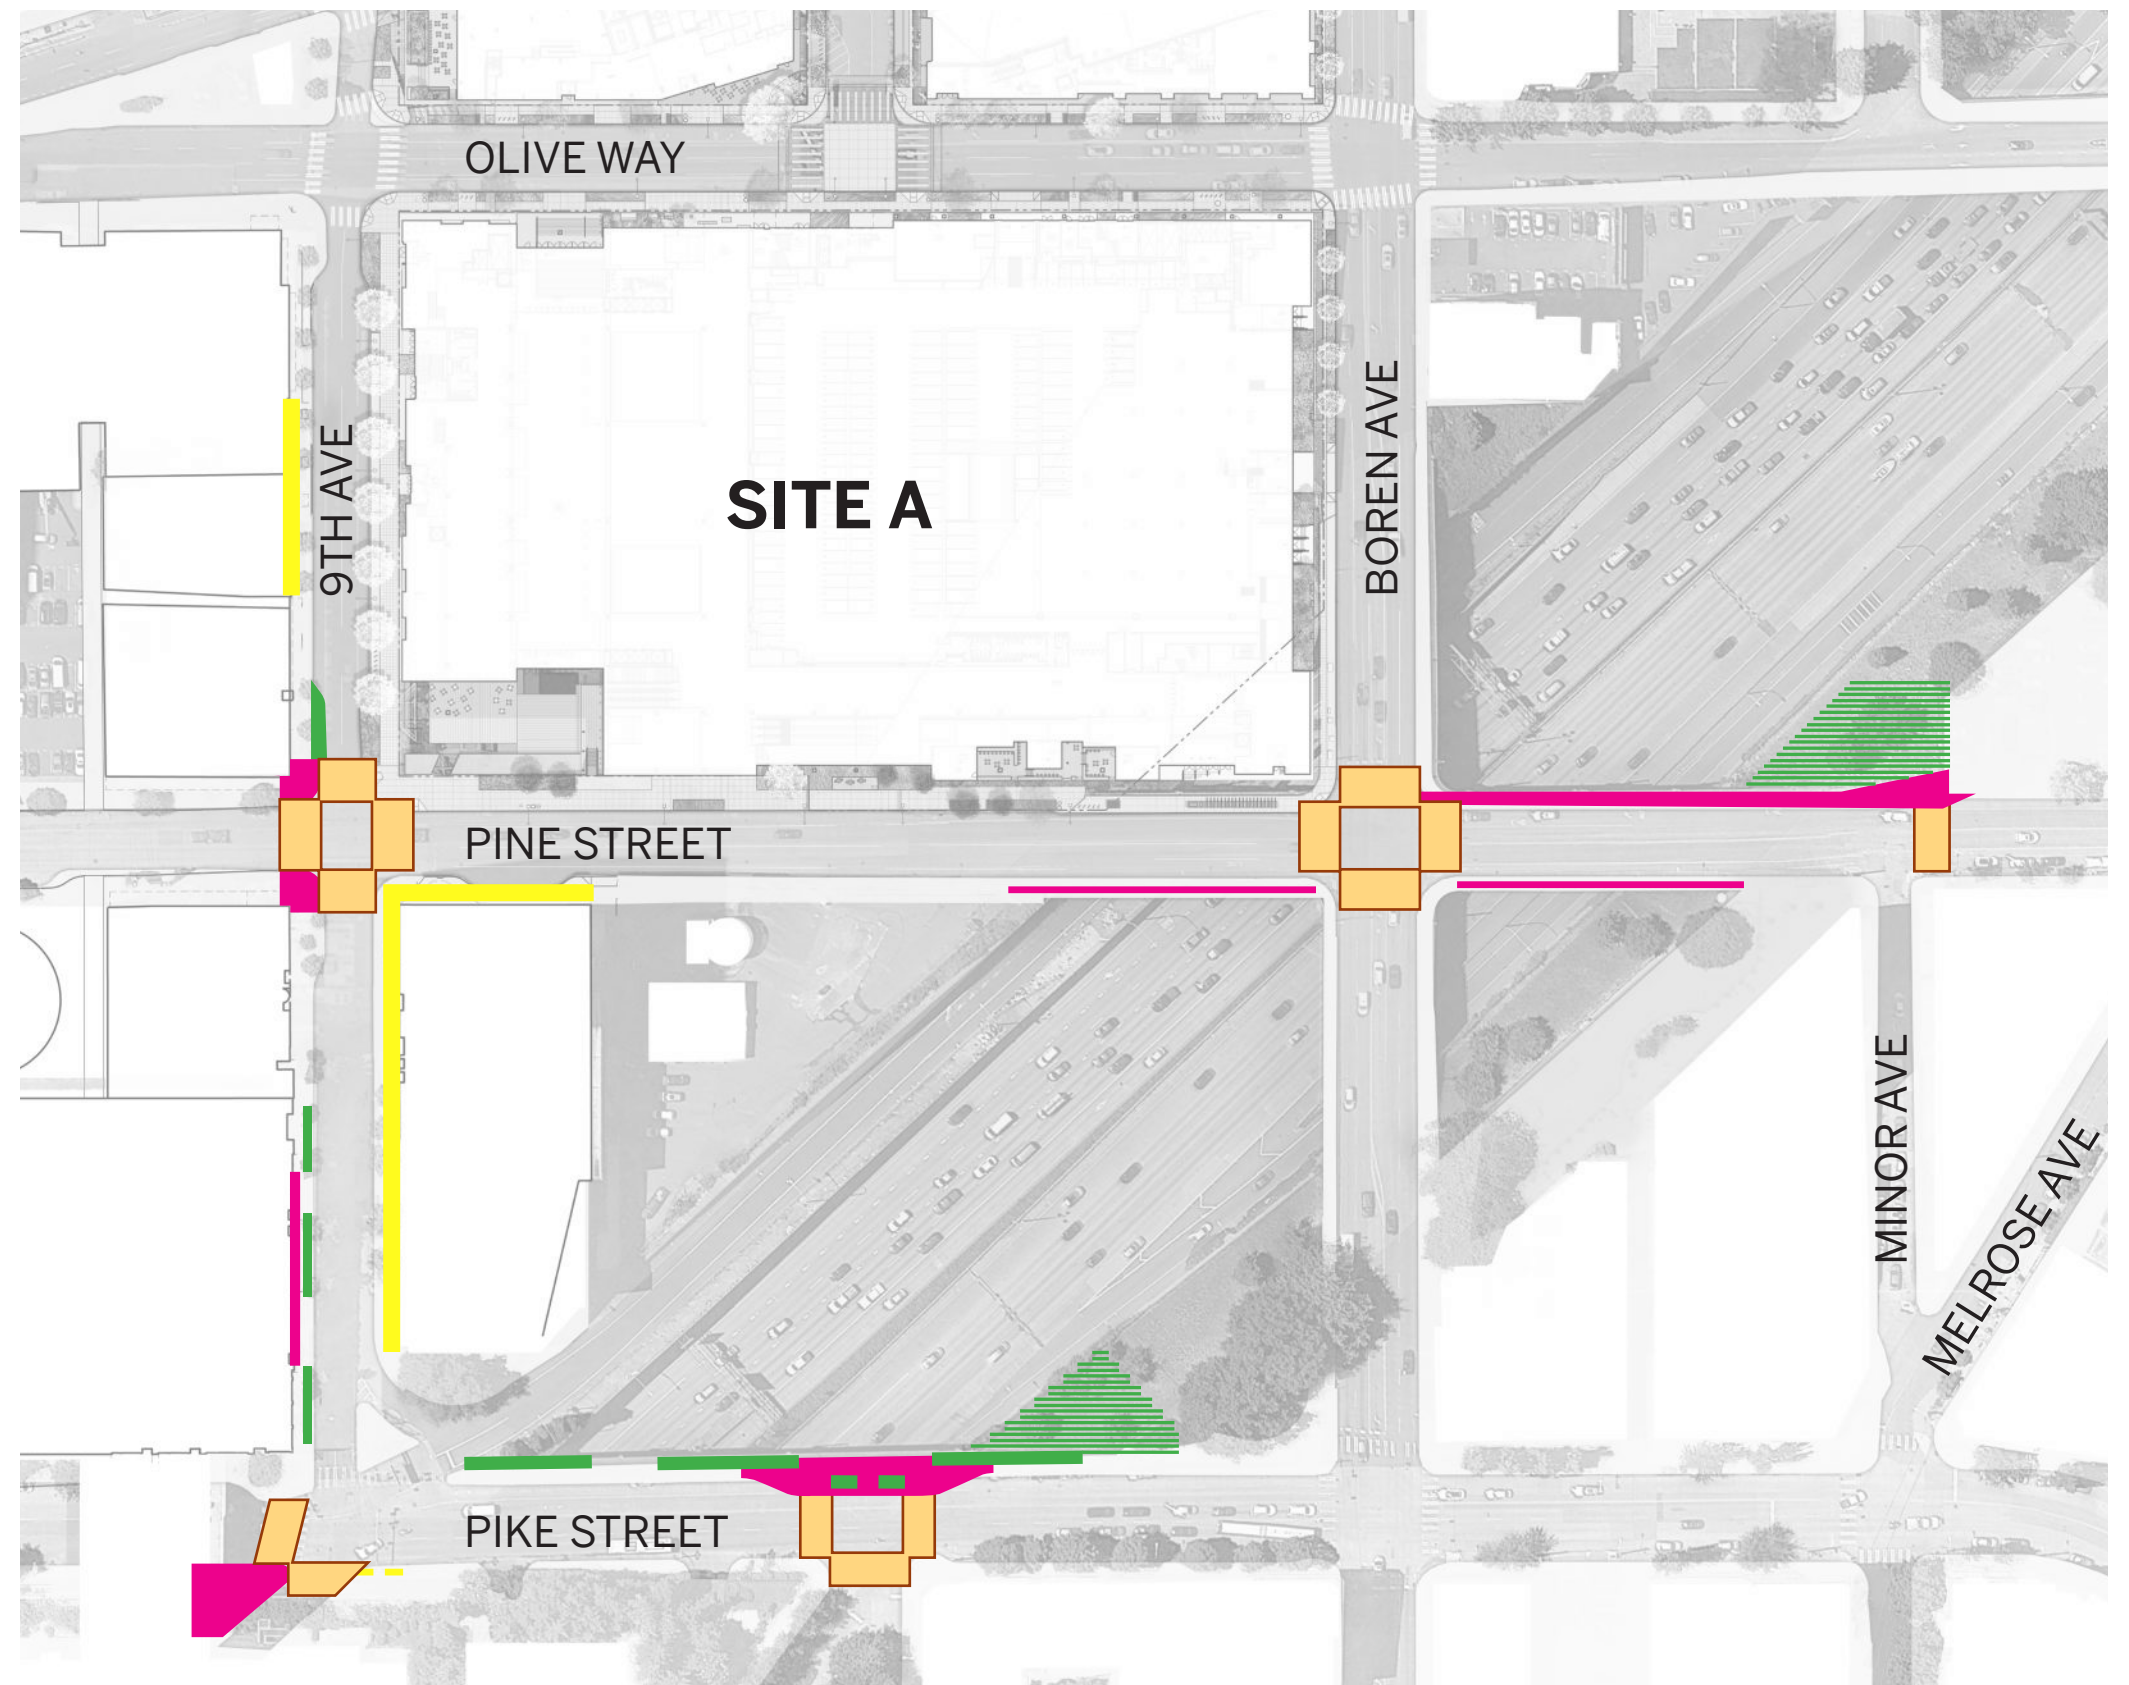 OLIVE WAY
9TH AVE
SITE A
BOREN AVE
PINE STREET
MINOR AVE
MELROSE AVE
PIKE STREET